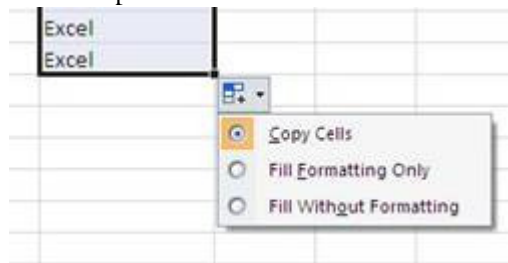 Excel
Excel
Copy Cells
Fill Formatting Only
Fill Without Formatting